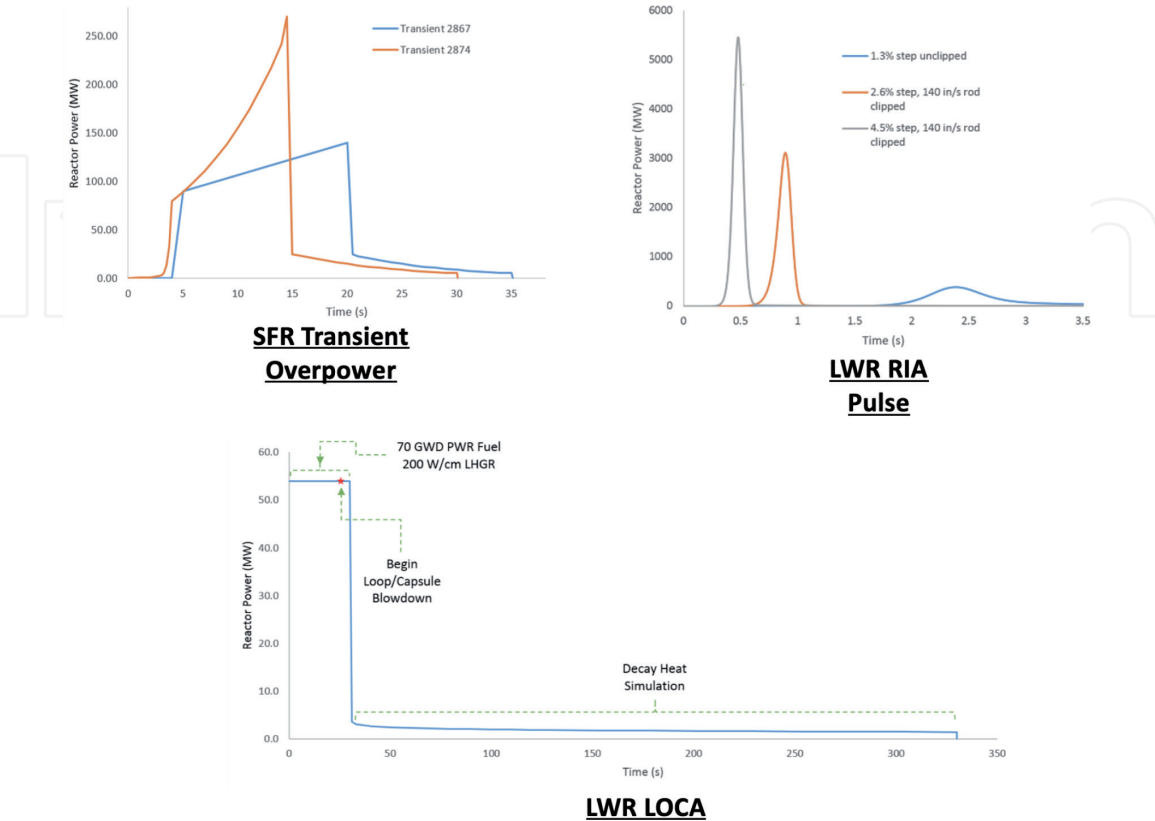 Reactor Power (MW)
250.00
200.00
150.00
100.00
50.00
0.00
0 5 10 15 20 25 30 35
Time (s)
Transient 2867
Transient 2874
SFR Transient
Overpower
Reactor Power (MW)
6000
5000
4000
3000
2000
1000
0
0 0.5 1 1.5 2 2.5 3 3.5
Time (s)
1.3% step unclipped
2.6% step, 140 in/s rod
clipped
4.5% step, 140 in/s rod
clipped
LWR RIA
Pulse
Reactor Power (MW)
60.0
50.0
40.0
30.0
20.0
10.0
0.0
0 50 100 150 200 250 300 350
Time (s)
70 GWD PWR Fuel
200 W/cm LHGR
Begin
Loop/Capsule
Blowdown
Decay Heat
Simulation
LWR LOCA